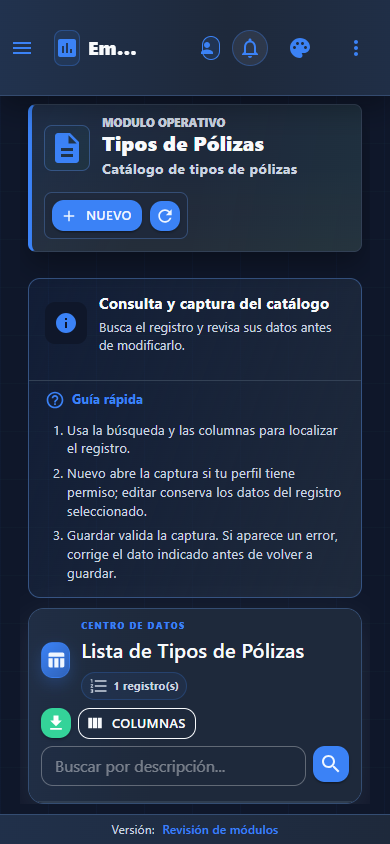 Em...
MODULO OPERATIVO
Tipos de Pólizas
Catálogo de tipos de pólizas
NUEVO
Consulta y captura del catálogo
Busca el registro y revisa sus datos antes
de modificarlo.
Guía rápida
1. Usa la búsqueda y las columnas para localizar
el registro.
2. Nuevo abre la captura si tu perfil tiene
permiso; editar conserva los datos del registro
seleccionado.
3. Guardar valida la captura. Si aparece un error,
corrige el dato indicado antes de volver a
guardar.
CENTRO DE DATOS
Lista de Tipos de Pólizas
1 registro(s)
COLUMNAS
Buscar por descripción...
Versión: Revisión de módulos